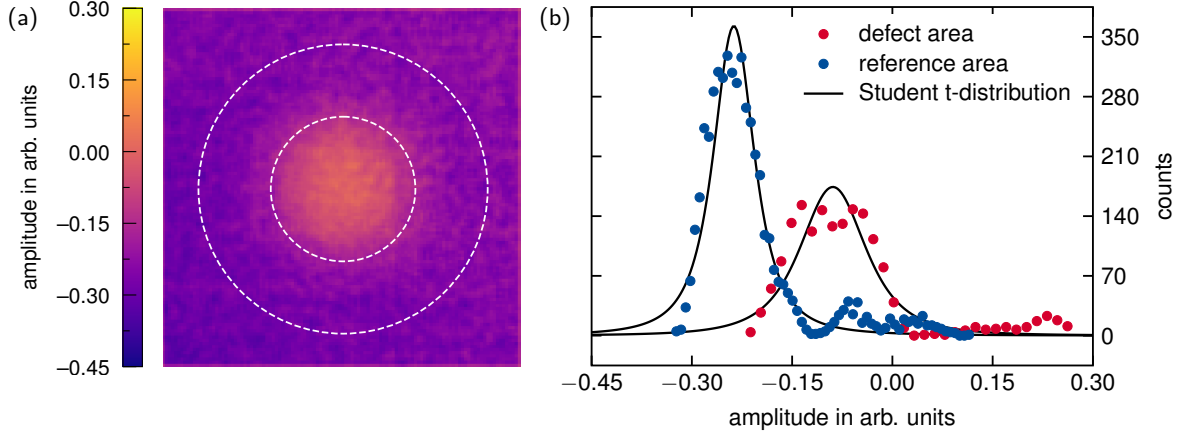 (a)
amplitude in arb. units
0.30
0.15
0.00
−0.15
−0.30
−0.45
(b)
defect area
reference area
Student t-distribution
350
280
210
140
70
0
counts
−0.45 −0.30 −0.15 0.00 0.15 0.30
amplitude in arb. units